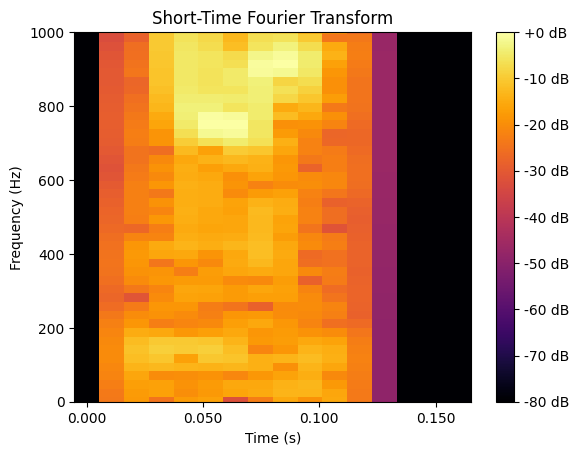 Short-Time Fourier Transform
1000
800
600
400
200
0
Frequency (Hz)
0.000
0.050
0.100
0.150
Time (s)
+0 dB
-10 dB
-20 dB
-30 dB
-40 dB
-50 dB
-60 dB
-70 dB
-80 dB